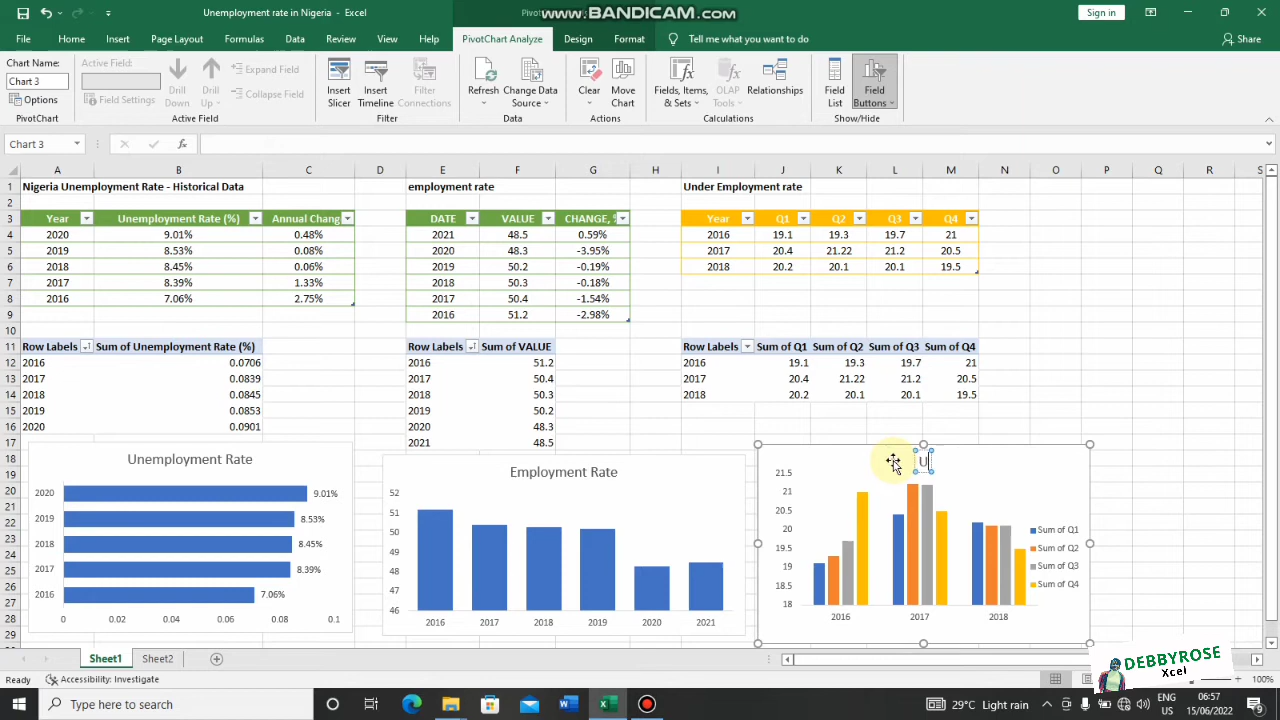 www.BANDICAM.com
Unemployment rate in Nigeria - Excel
Sign in
File Home Insert Page Layout Formulas Data Review View Help PivotChart Analyze Design Format Tell me what you want to do Share
Chart Name:
Chart 3
Options
PivotChart
Active Field:
Field Settings
Drill Down
Drill Up
Expand Field
Collapse Field
Active Field
Insert Slicer
Insert Timeline
Filter Connections
Filter
Refresh
Change Data Source
Data
Clear
Move Chart
Actions
Fields, Items, & Sets
OLAP Tools
Relationships
Calculations
Field List
Field Buttons
Show/Hide
Chart 3
fx
A B C D E F G H I J K L M N O P Q R S
1 Nigeria Unemployment Rate - Historical Data employment rate Under Employment rate
2
3 Year Unemployment Rate (%) Annual Chang DATE VALUE CHANGE, % Year Q1 Q2 Q3 Q4
4 2020 9.01% 0.48% 2021 48.5 0.59% 2016 19.1 19.3 19.7 21
5 2019 8.53% 0.08% 2020 48.3 -3.95% 2017 20.4 21.22 21.2 20.5
6 2018 8.45% 0.06% 2019 50.2 -0.19% 2018 20.2 20.1 20.1 19.5
7 2017 8.39% 1.33% 2018 50.3 -0.18%
8 2016 7.06% 2.75% 2017 50.4 -1.54%
9 2016 51.2 -2.98%
10
11 Row Labels Sum of Unemployment Rate (%) Row Labels Sum of VALUE Row Labels Sum of Q1 Sum of Q2 Sum of Q3 Sum of Q4
12 2016 0.0706 2016 51.2 2016 19.1 19.3 19.7 21
13 2017 0.0839 2017 50.4 2017 20.4 21.22 21.2 20.5
14 2018 0.0845 2018 50.3 2018 20.2 20.1 20.1 19.5
15 2019 0.0853 2019 50.2
16 2020 0.0901 2020 48.3
17 2021 48.5
18
19
20
21
22
23
24
25
26
27
28
29
Unemployment Rate
2020 9.01%
2019 8.53%
2018 8.45%
2017 8.39%
2016 7.06%
0 0.02 0.04 0.06 0.08 0.1
Employment Rate
52
51
50
49
48
47
46
2016 2017 2018 2019 2020 2021
U
21.5
21
20.5
20
19.5
19
18.5
18
2016 2017 2018
Sum of Q1
Sum of Q2
Sum of Q3
Sum of Q4
Sheet1 Sheet2
Ready Accessibility: Investigate 100%
DEBBYROSE
Xcel
Type here to search
29°C Light rain
ENG
US
06:57
15/06/2022